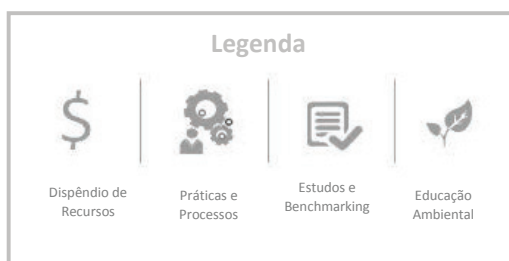 Legenda
$
Dispêndio de
Recursos
Práticas e
Processos
Estudos e
Benchmarking
Educação
Ambiental